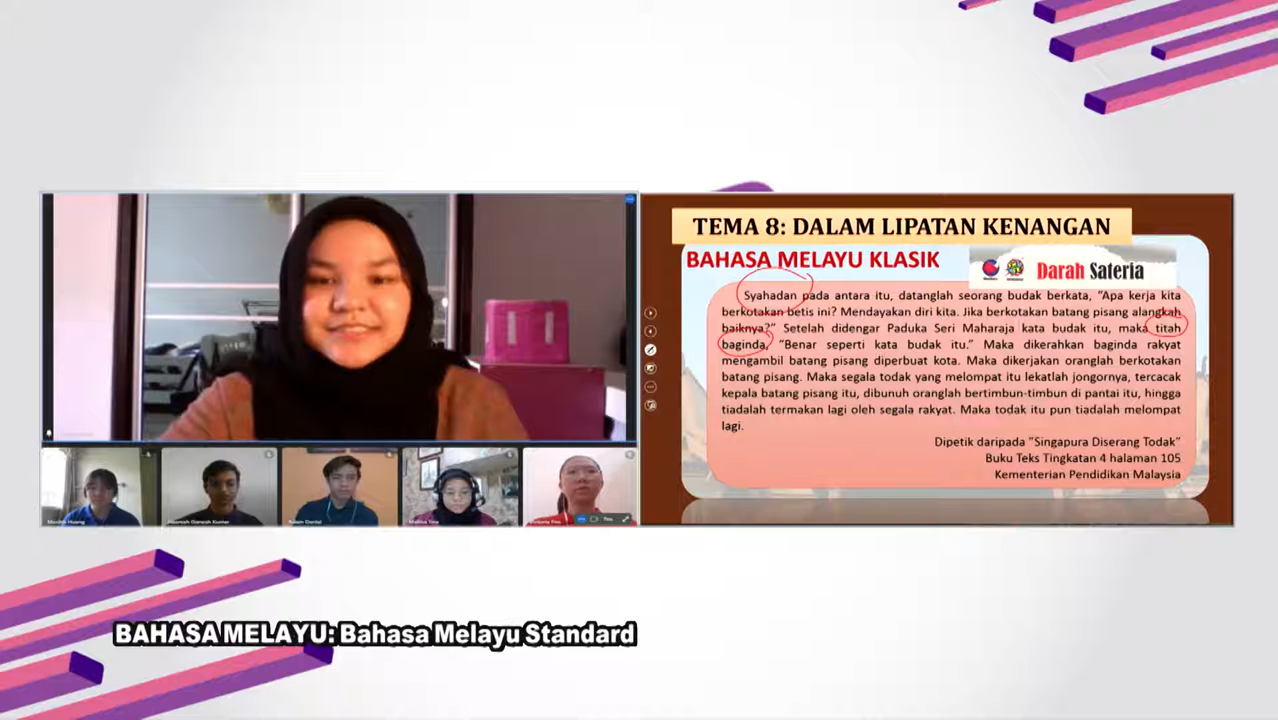 TEMA 8: DALAM LIPATAN KENANGAN
BAHASA MELAYU KLASIK
Darah Sateria
Syahadan pada antara itu, datanglah seorang budak berkata, "Apa kerja kita
berkotakan betis ini? Mendayakan diri kita. Jika berkotakan batang pisang alangkah
baiknya?" Setelah didengar Paduka Seri Maharaja kata budak itu, maka titah
baginda, "Benar seperti kata budak itu." Maka dikerahkan baginda rakyat
mengambil batang pisang diperbuat kota. Maka dikerjakan oranglah berkotakan
batang pisang. Maka segala todak yang melompat itu lekatlah jongornya, tercacak
kepala batang pisang itu, dibunuh oranglah bertimbun-timbun di pantai itu, hingga
tiadalah termakan lagi oleh segala rakyat. Maka todak itu pun tiadalah melompat
lagi.
Dipetik daripada "Singapura Diserang Todak"
Buku Teks Tingkatan 4 halaman 105
Kementerian Pendidikan Malaysia
BAHASA MELAYU: Bahasa Melayu Standard